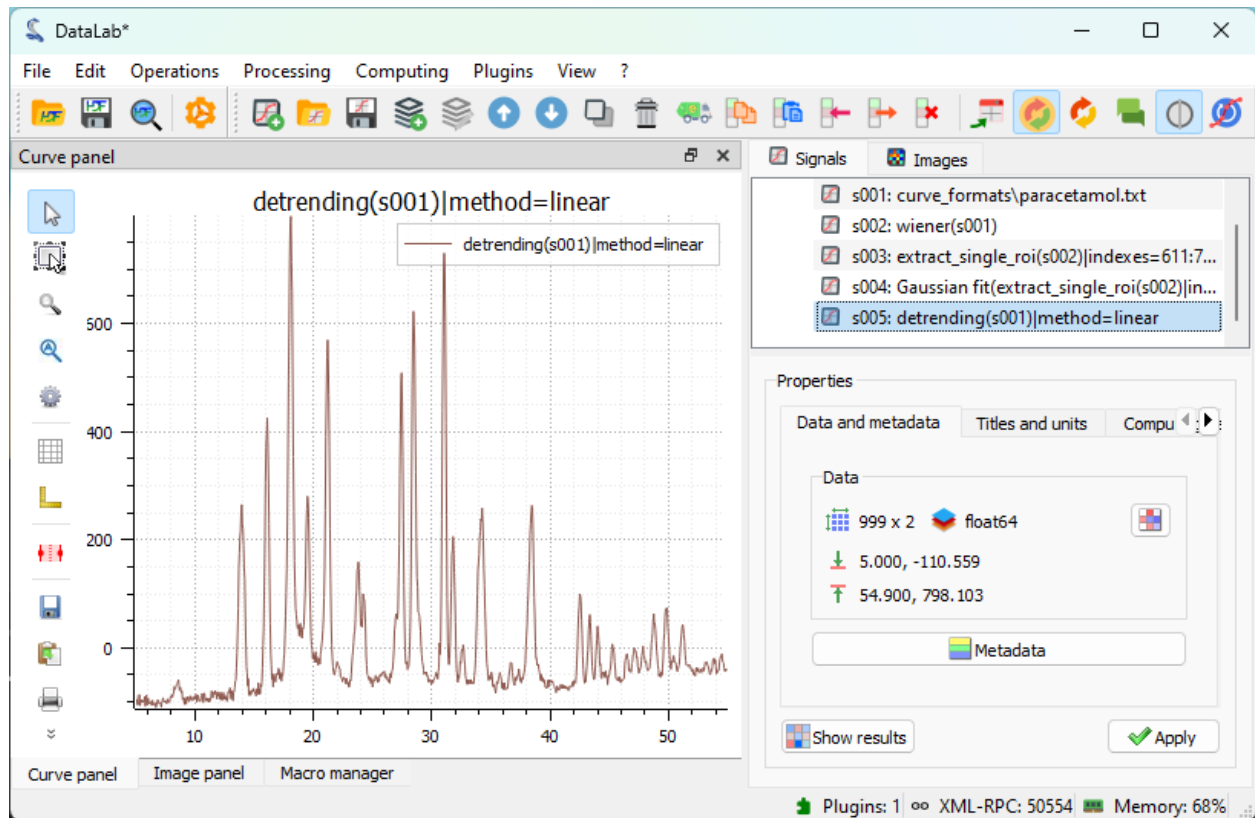 DataLab*
File Edit Operations Processing Computing Plugins View ?
Curve panel
detrending(s001)|method=linear
detrending(s001)|method=linear
500
400
200
0
10 20 30 40 50
Curve panel Image panel Macro manager
Signals Images
s001: curve_formats\paracetamol.txt
s002: wiener(s001)
s003: extract_single_roi(s002)|indexes=611:7...
s004: Gaussian fit(extract_single_roi(s002)|in...
s005: detrending(s001)|method=linear
Properties
Data and metadata Titles and units Compu
Data
999 x 2 float64
5.000, -110.559
54.900, 798.103
Metadata
Show results Apply
Plugins: 1 XML-RPC: 50554 Memory: 68%